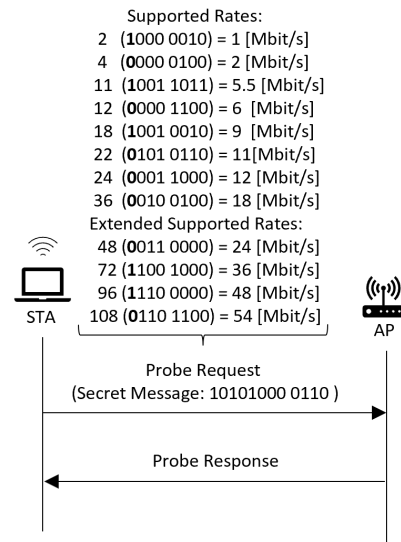 Supported Rates:
2 (1000 0010) = 1 [Mbit/s]
4 (0000 0100) = 2 [Mbit/s]
11 (1001 1011) = 5.5 [Mbit/s]
12 (0000 1100) = 6 [Mbit/s]
18 (1001 0010) = 9 [Mbit/s]
22 (0101 0110) = 11[Mbit/s]
24 (0001 1000) = 12 [Mbit/s]
36 (0010 0100) = 18 [Mbit/s]
Extended Supported Rates:
48 (0011 0000) = 24 [Mbit/s]
72 (1100 1000) = 36 [Mbit/s]
96 (1110 0000) = 48 [Mbit/s]
108 (0110 1100) = 54 [Mbit/s]
STA
AP
Probe Request
(Secret Message: 10101000 0110 )
Probe Response